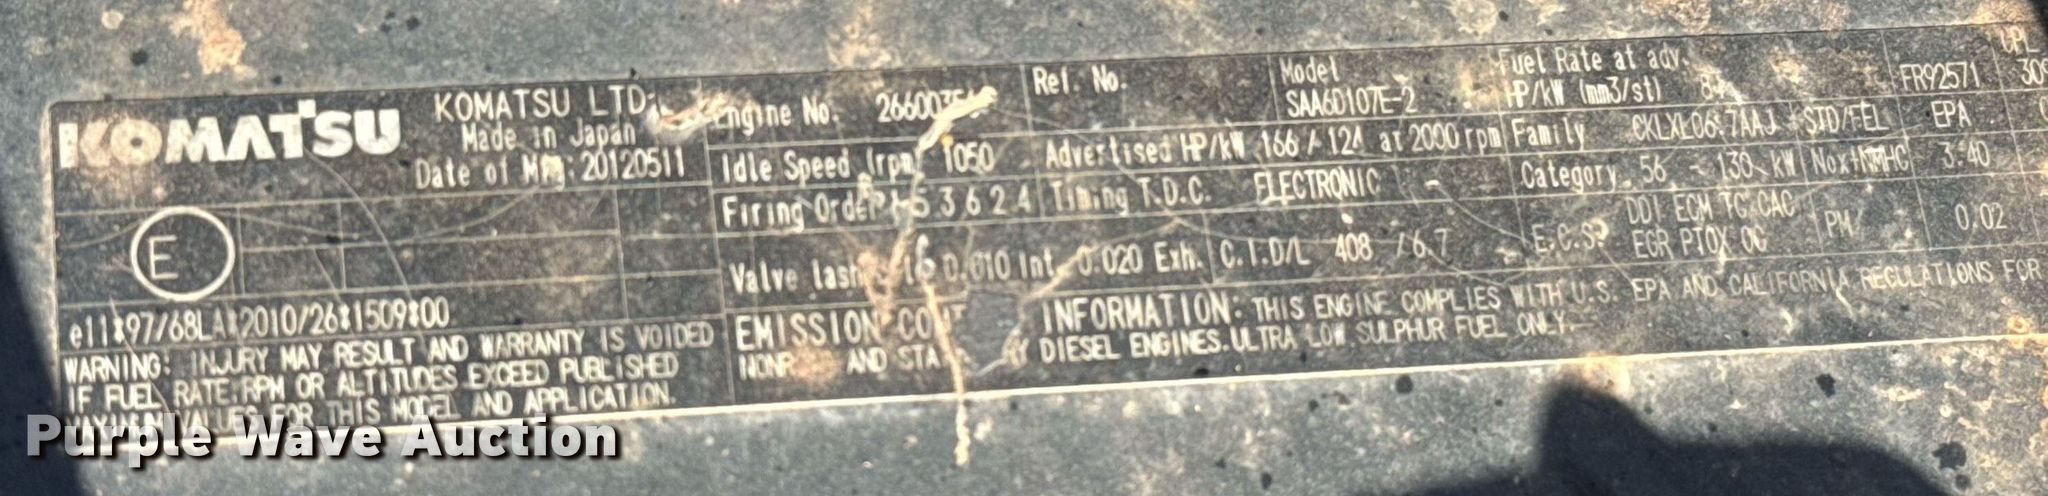 KOMATSU
KOMATSU LTD.
Made in Japan
Date of Mfg: 20120511
E
e11*97/68LA*2010/26*1509*00
WARNING: INJURY MAY RESULT AND WARRANTY IS VOIDED
IF FUEL RATE, RPM OR ALTITUDES EXCEED PUBLISHED
MAXIMUM VALUES FOR THIS MODEL AND APPLICATION.
Engine No.
Ref. No.
Model
SAA6D107E-2
Fuel Rate at adv.
HP/kW (mm3/st)
FR92571
CPL
Idle Speed (rpm) 1050
Advertised HP/kW 166 / 124 at 2000 rpm
Family CKLXL06.7AAJ
STD/FEL
EPA
Firing Order 1 5 3 6 2 4
Timing T.D.C. ELECTRONIC
Category 56 - 130 kW
Nox+NMHC
3.40
Valve lash 0.010 Int. 0.020 Exh.
C.I.D/L 408 / 6.7
E.C.S.
DDI ECM TC CAC
EGR PTOX OC
PM
0.02
EMISSION INFORMATION: THIS ENGINE COMPLIES WITH U.S. EPA AND CALIFORNIA REGULATIONS FOR
AND DIESEL ENGINES. ULTRA LOW SULPHUR FUEL ONLY.
Purple Wave Auction